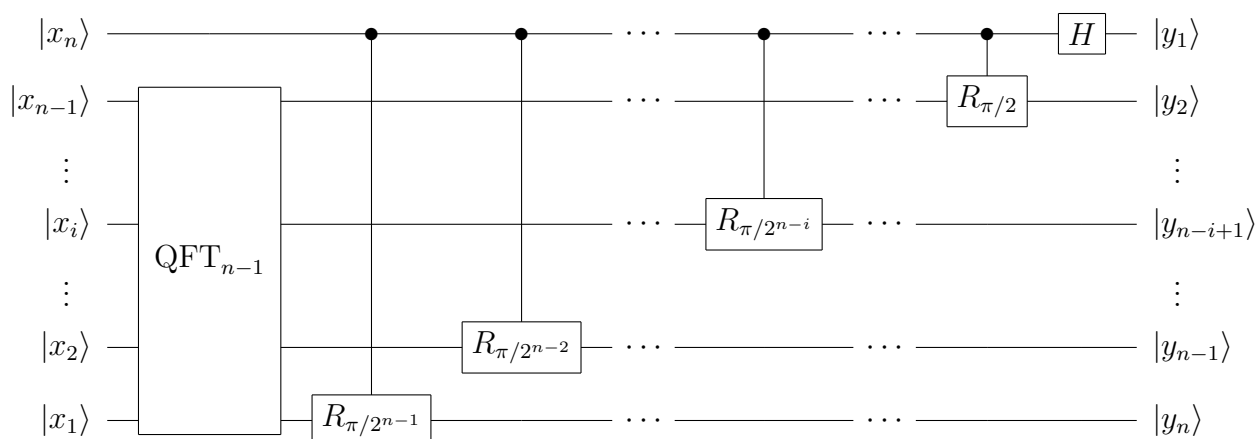 |x_n⟩ ··· ··· H |y_1⟩
|x_{n−1}⟩ ··· ··· R_{π/2} |y_2⟩
⋮ ⋮
|x_i⟩ ··· R_{π/2^{n−i}} ··· |y_{n−i+1}⟩
QFT_{n−1}
⋮ ⋮
|x_2⟩ R_{π/2^{n−2}} ··· ··· |y_{n−1}⟩
|x_1⟩ R_{π/2^{n−1}} ··· ··· |y_n⟩